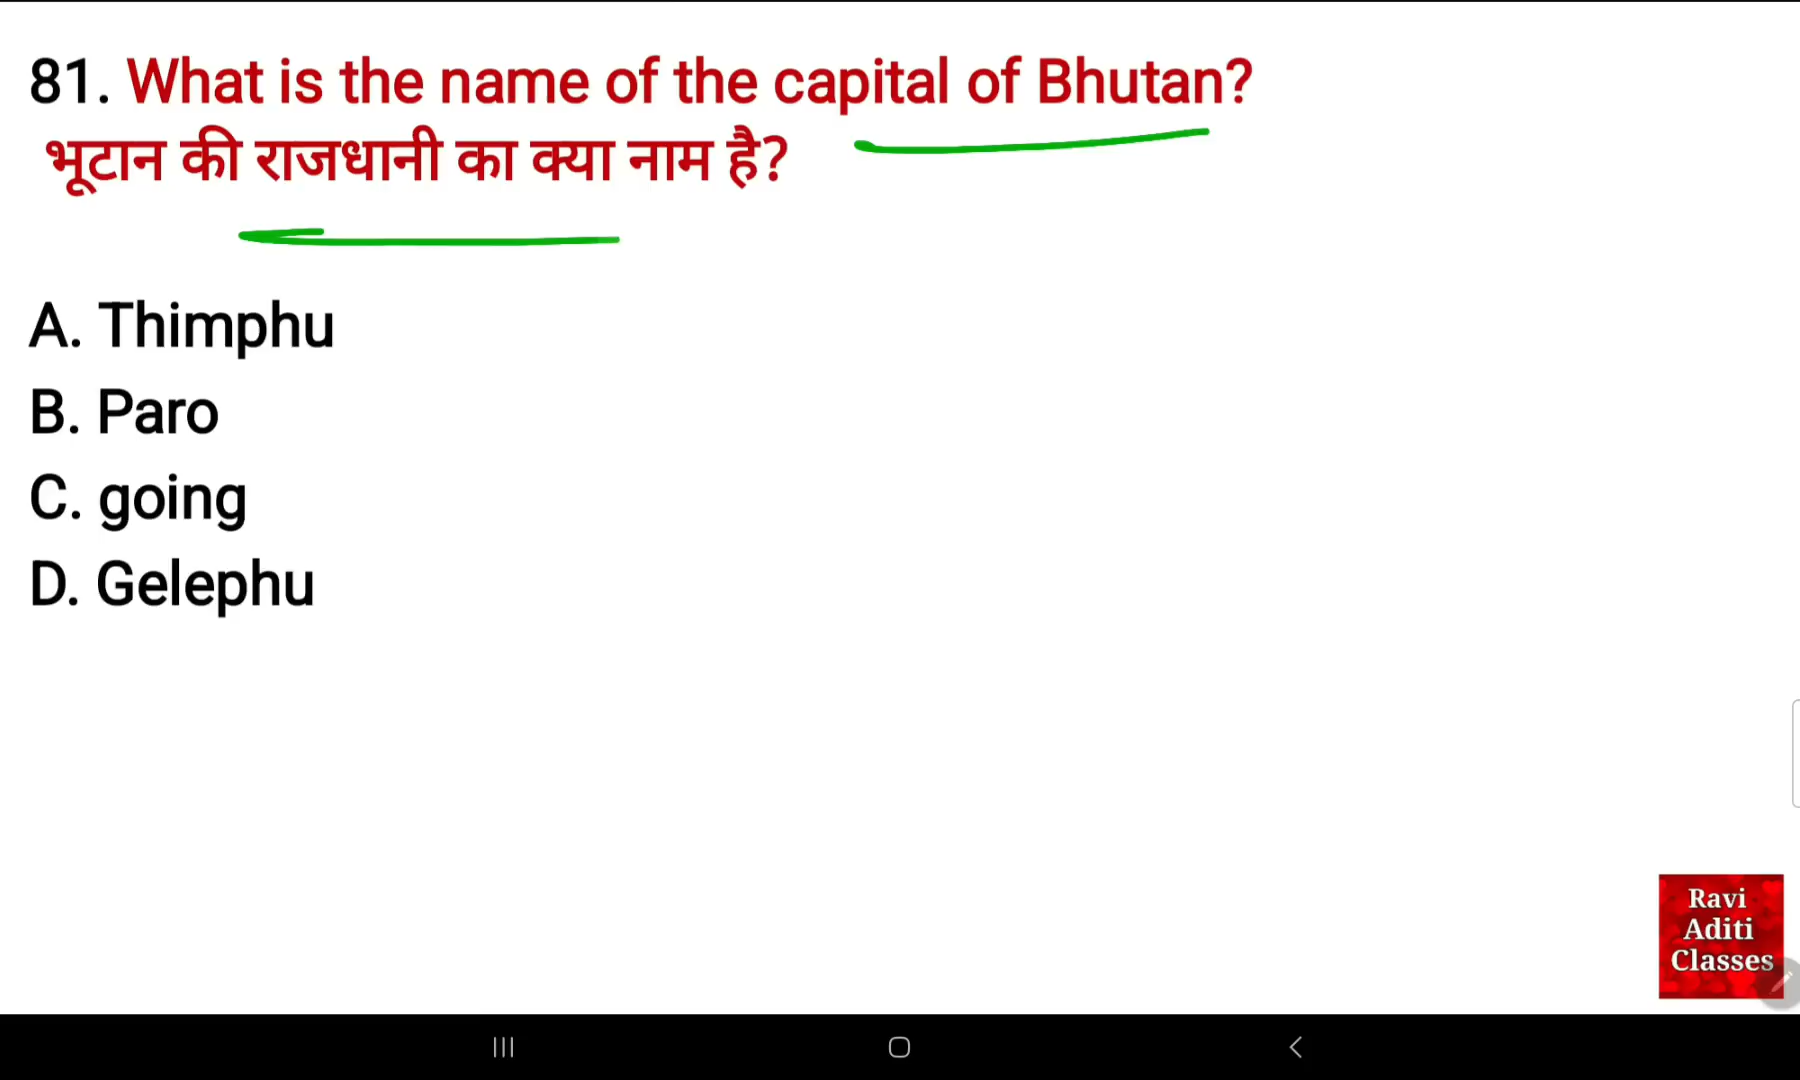 81. What is the name of the capital of Bhutan?
भूटान की राजधानी का क्या नाम है?
A. Thimphu
B. Paro
C. going
D. Gelephu
Ravi
Aditi
Classes